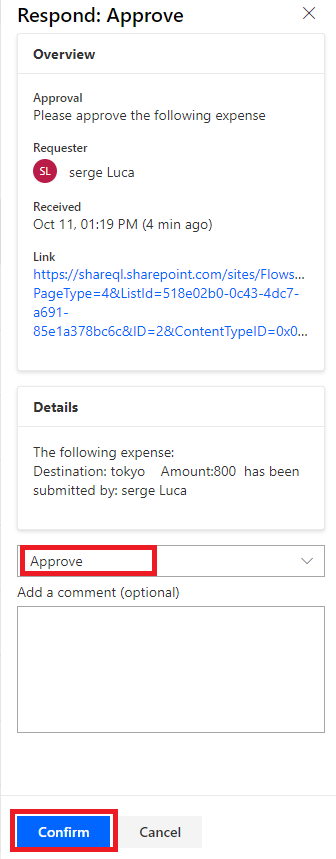 Respond: Approve
Overview
Approval
Please approve the following expense
Requester
SL serge Luca
Received
Oct 11, 01:19 PM (4 min ago)
Link
https://shareql.sharepoint.com/sites/Flows...
PageType=4&ListId=518e02b0-0c43-4dc7-
a691-
85e1a378bc6c&ID=2&ContentTypeID=0x0...
Details
The following expense:
Destination: tokyo    Amount:800  has been
submitted by: serge Luca
Approve
Add a comment (optional)
Confirm Cancel